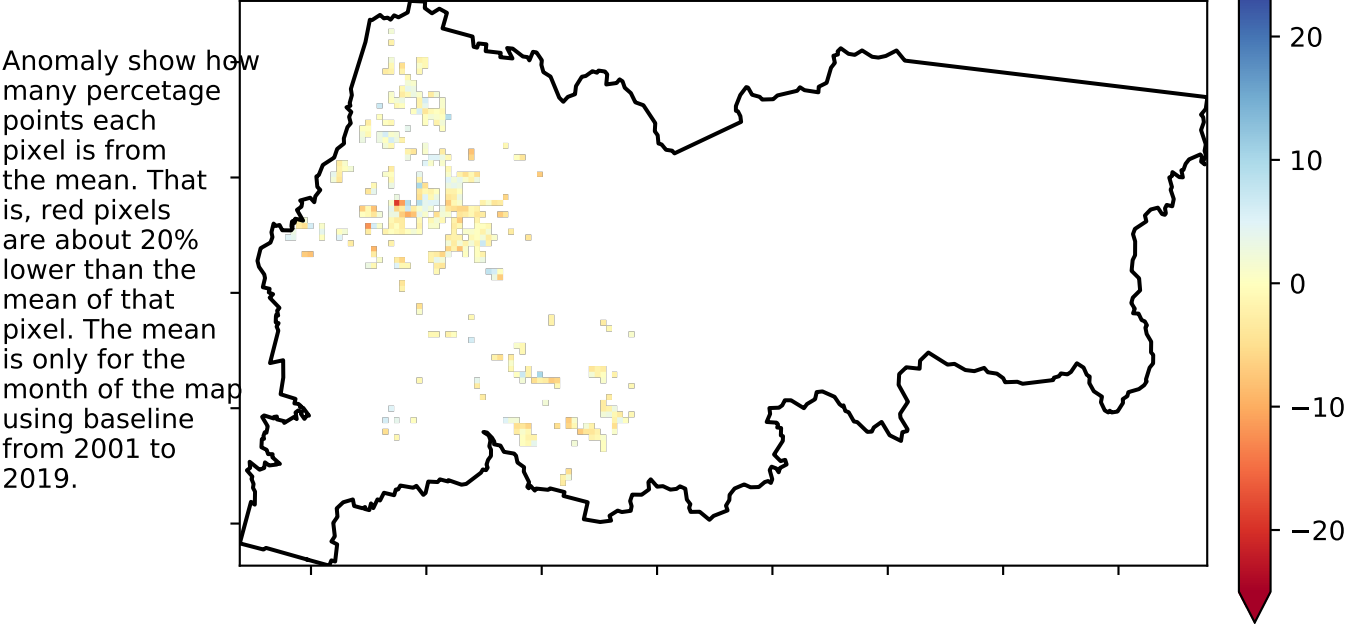 Anomaly show how
many percetage
points each
pixel is from
the mean. That
is, red pixels
are about 20%
lower than the
mean of that
pixel. The mean
is only for the
month of the map
using baseline
from 2001 to
2019.
20
10
0
−10
−20